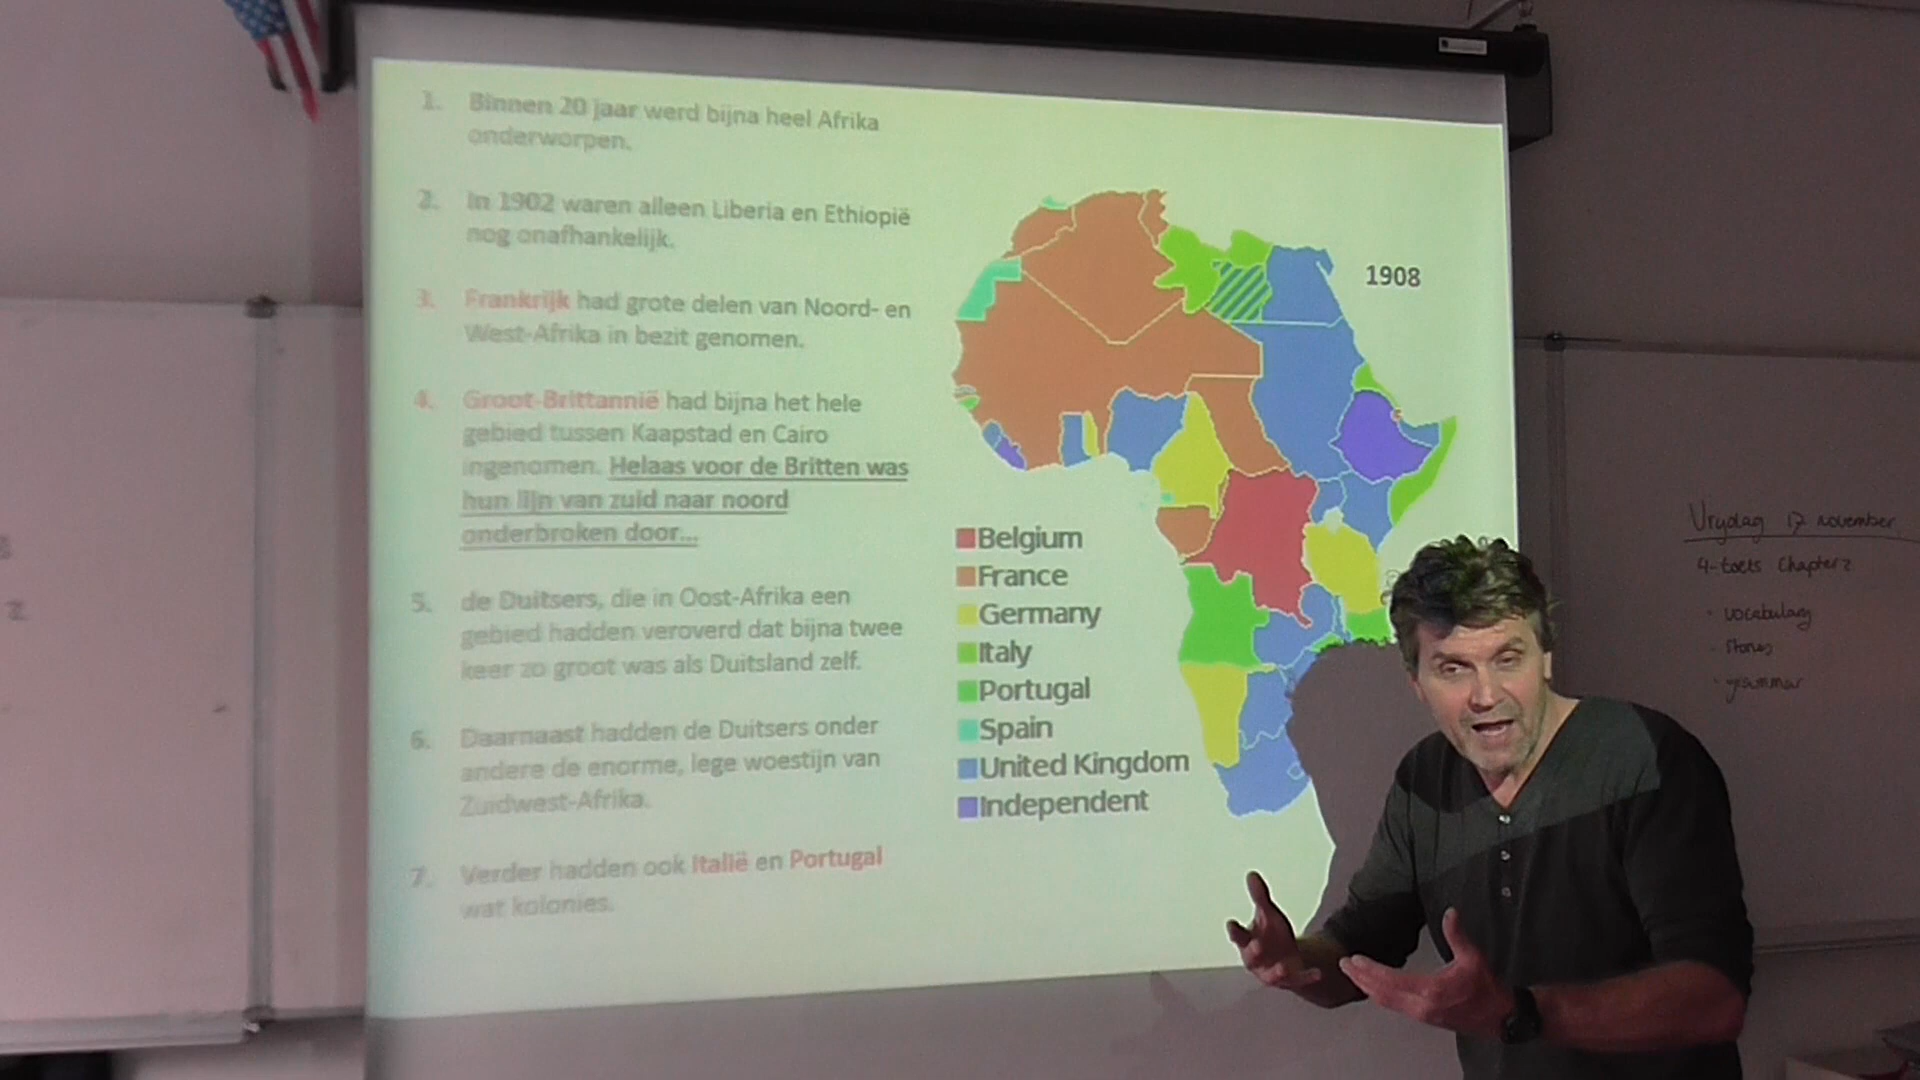 1. Binnen 20 jaar werd bijna heel Afrika
onderworpen.
2. In 1902 waren alleen Liberia en Ethiopië
nog onafhankelijk.
3. Frankrijk had grote delen van Noord- en
West-Afrika in bezit genomen.
4. Groot-Brittannië had bijna het hele
gebied tussen Kaapstad en Cairo
ingenomen. Helaas voor de Britten was
hun lijn van zuid naar noord
onderbroken door...
5. de Duitsers, die in Oost-Afrika een
gebied hadden veroverd dat bijna twee
keer zo groot was als Duitsland zelf.
6. Daarnaast hadden de Duitsers onder
andere de enorme, lege woestijn van
Zuidwest-Afrika.
7. Verder hadden ook Italië en Portugal
wat kolonies.
1908
Belgium
France
Germany
Italy
Portugal
Spain
United Kingdom
Independent
Vrijdag 17 november
4-toets Chapter 2
- vocabulary
- stones
- grammar